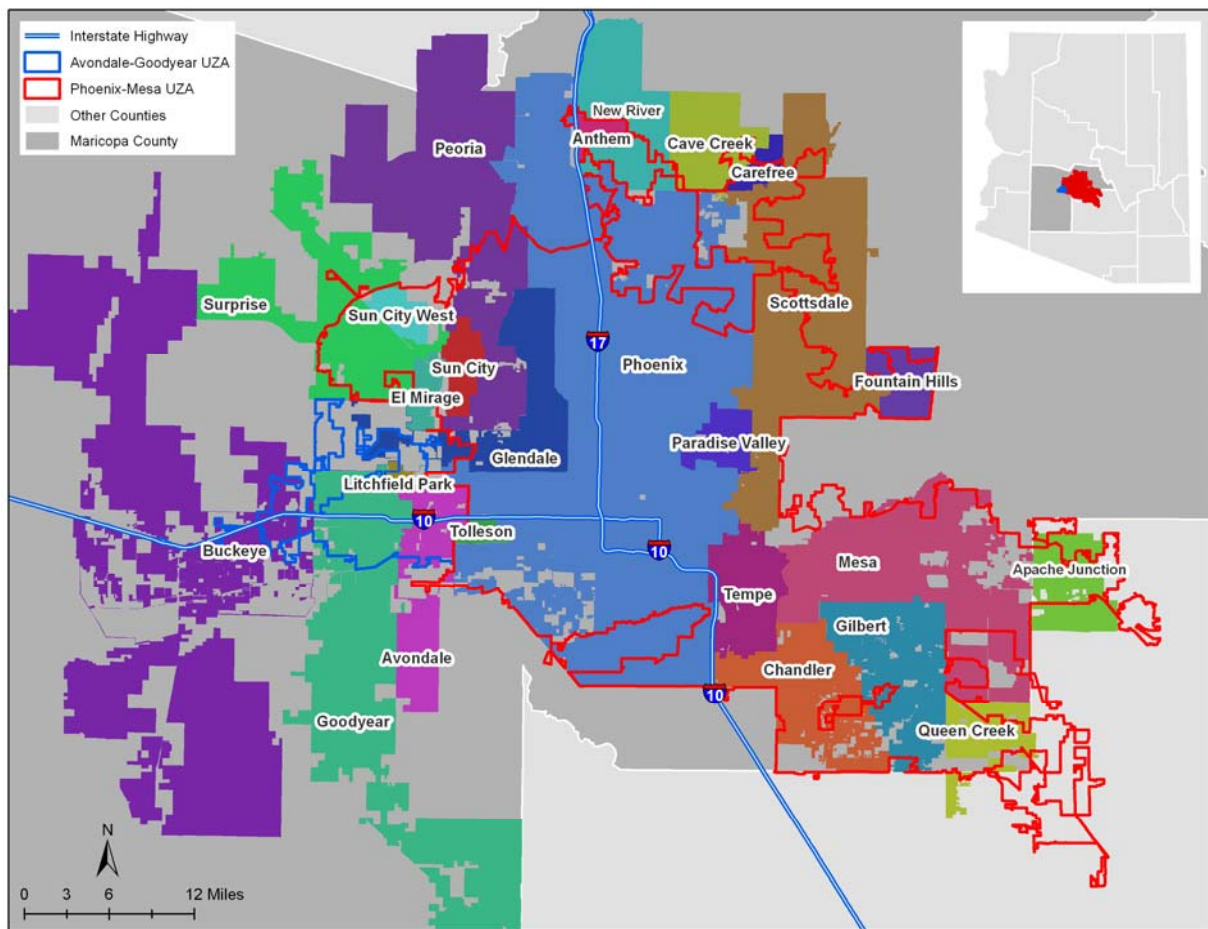 Interstate Highway
Avondale-Goodyear UZA
Phoenix-Mesa UZA
Other Counties
Maricopa County
New River
Anthem
Peoria
Cave Creek
Carefree
Surprise
Sun City West
Scottsdale
17
Sun City
Phoenix
Fountain Hills
El Mirage
Paradise Valley
Glendale
Litchfield Park
10
Tolleson
Buckeye
10
Mesa
Apache Junction
Tempe
Gilbert
Avondale
Chandler
10
Goodyear
Queen Creek
N
0 3 6 12 Miles